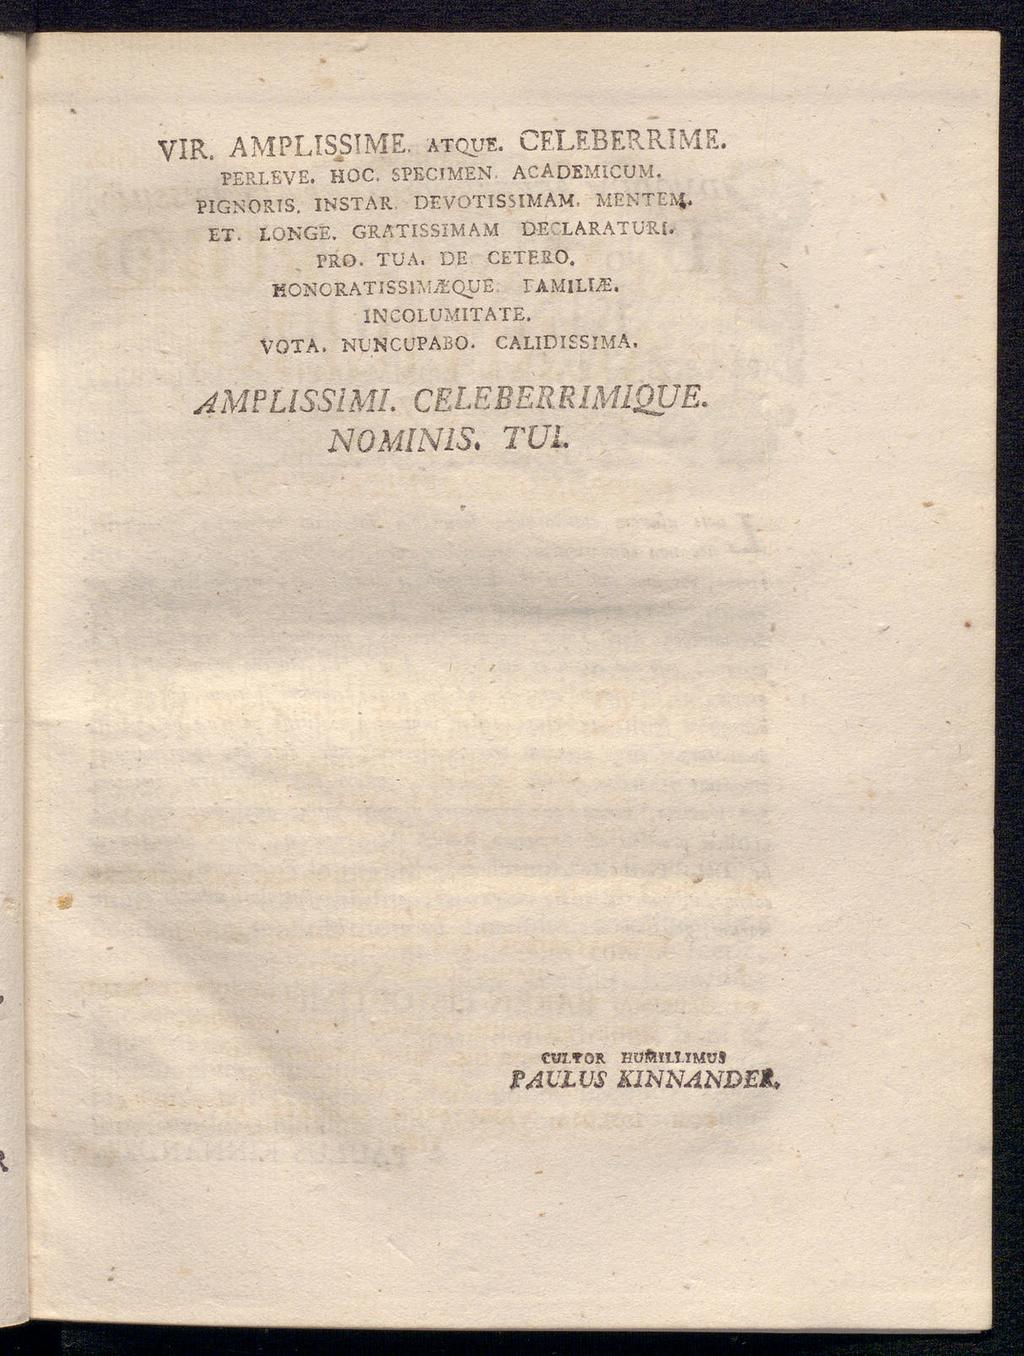 VIR. AMPLISSIME. ATQUE. CELEBERRIME.
PERLEVE. HOC. SPECIMEN. ACADEMICUM.
PIGNORIS. INSTAR. DEVOTISSIMAM. MENTEM.
ET. LONGE. GRATISSIMAM DECLARATURI.
PRO. TUA. DE CETERO.
HONORATISSIMÆQUE. FAMILIÆ.
INCOLUMITATE.
VOTA. NUNCUPABO. CALIDISSIMA.
AMPLISSIMI. CELEBERRIMIQUE.
NOMINIS. TUI.
CULTOR HUMILLIMUS
PAULUS KINNANDER.